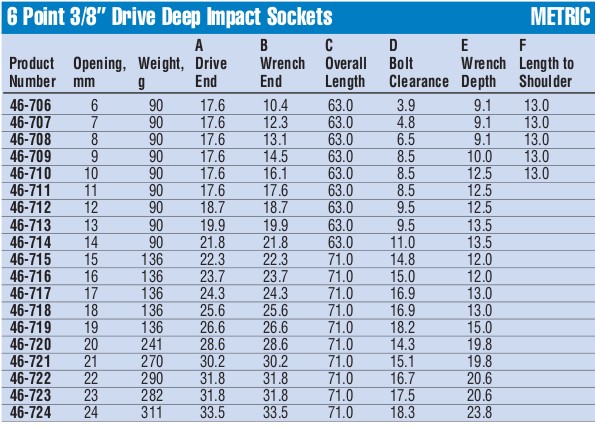 6 Point 3/8” Drive Deep Impact Sockets METRIC
A B C D E F
Product Opening, Weight, Drive Wrench Overall Bolt Wrench Length to
Number mm g End End Length Clearance Depth Shoulder
46-706 6 90 17.6 10.4 63.0 3.9 9.1 13.0
46-707 7 90 17.6 12.3 63.0 4.8 9.1 13.0
46-708 8 90 17.6 13.1 63.0 6.5 9.1 13.0
46-709 9 90 17.6 14.5 63.0 8.5 10.0 13.0
46-710 10 90 17.6 16.1 63.0 8.5 12.5 13.0
46-711 11 90 17.6 17.6 63.0 8.5 12.5
46-712 12 90 18.7 18.7 63.0 9.5 12.5
46-713 13 90 19.9 19.9 63.0 9.5 13.5
46-714 14 90 21.8 21.8 63.0 11.0 13.5
46-715 15 136 22.3 22.3 71.0 14.8 12.0
46-716 16 136 23.7 23.7 71.0 15.0 12.0
46-717 17 136 24.3 24.3 71.0 16.9 13.0
46-718 18 136 25.6 25.6 71.0 16.9 13.0
46-719 19 136 26.6 26.6 71.0 18.2 15.0
46-720 20 241 28.6 28.6 71.0 14.3 19.8
46-721 21 270 30.2 30.2 71.0 15.1 19.8
46-722 22 290 31.8 31.8 71.0 16.7 20.6
46-723 23 282 31.8 31.8 71.0 17.5 20.6
46-724 24 311 33.5 33.5 71.0 18.3 23.8